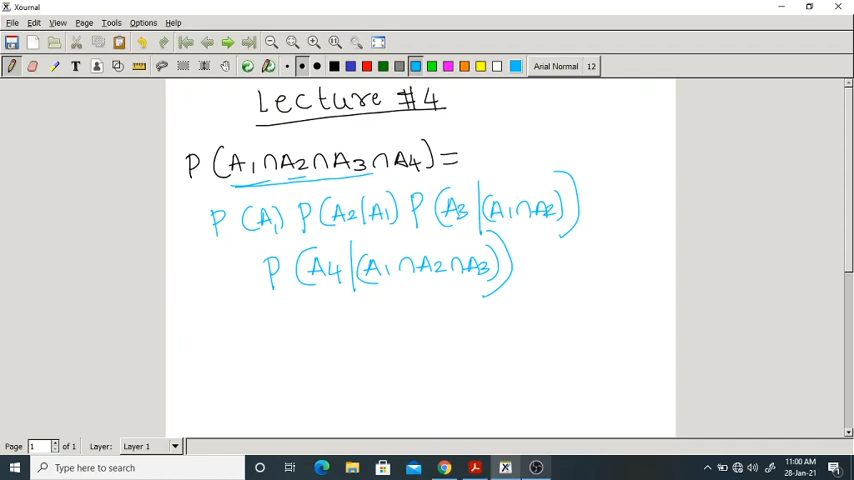 Xournal
File Edit View Page Tools Options Help
Arial Normal 12
Lecture #4
P (A1∩A2∩A3∩A4) =
P (A1) P (A2|A1) P (A3|(A1∩A2))
P (A4|(A1∩A2∩A3))
Page 1 of 1 Layer: Layer 1
Type here to search
11:00 AM
28-Jan-21